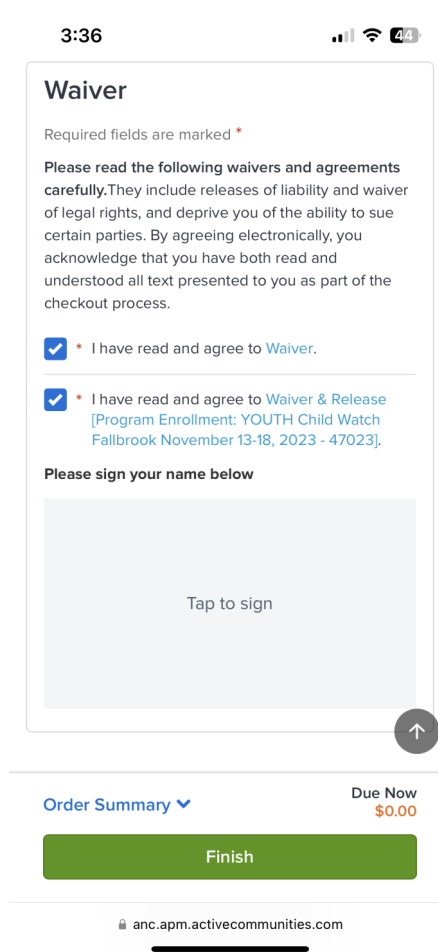 3:36
44
Waiver
Required fields are marked *
Please read the following waivers and agreements
carefully.They include releases of liability and waiver
of legal rights, and deprive you of the ability to sue
certain parties. By agreeing electronically, you
acknowledge that you have both read and
understood all text presented to you as part of the
checkout process.
* I have read and agree to Waiver.
* I have read and agree to Waiver & Release
[Program Enrollment: YOUTH Child Watch
Fallbrook November 13-18, 2023 - 47023].
Please sign your name below
Tap to sign
Due Now
Order Summary
$0.00
Finish
anc.apm.activecommunities.com